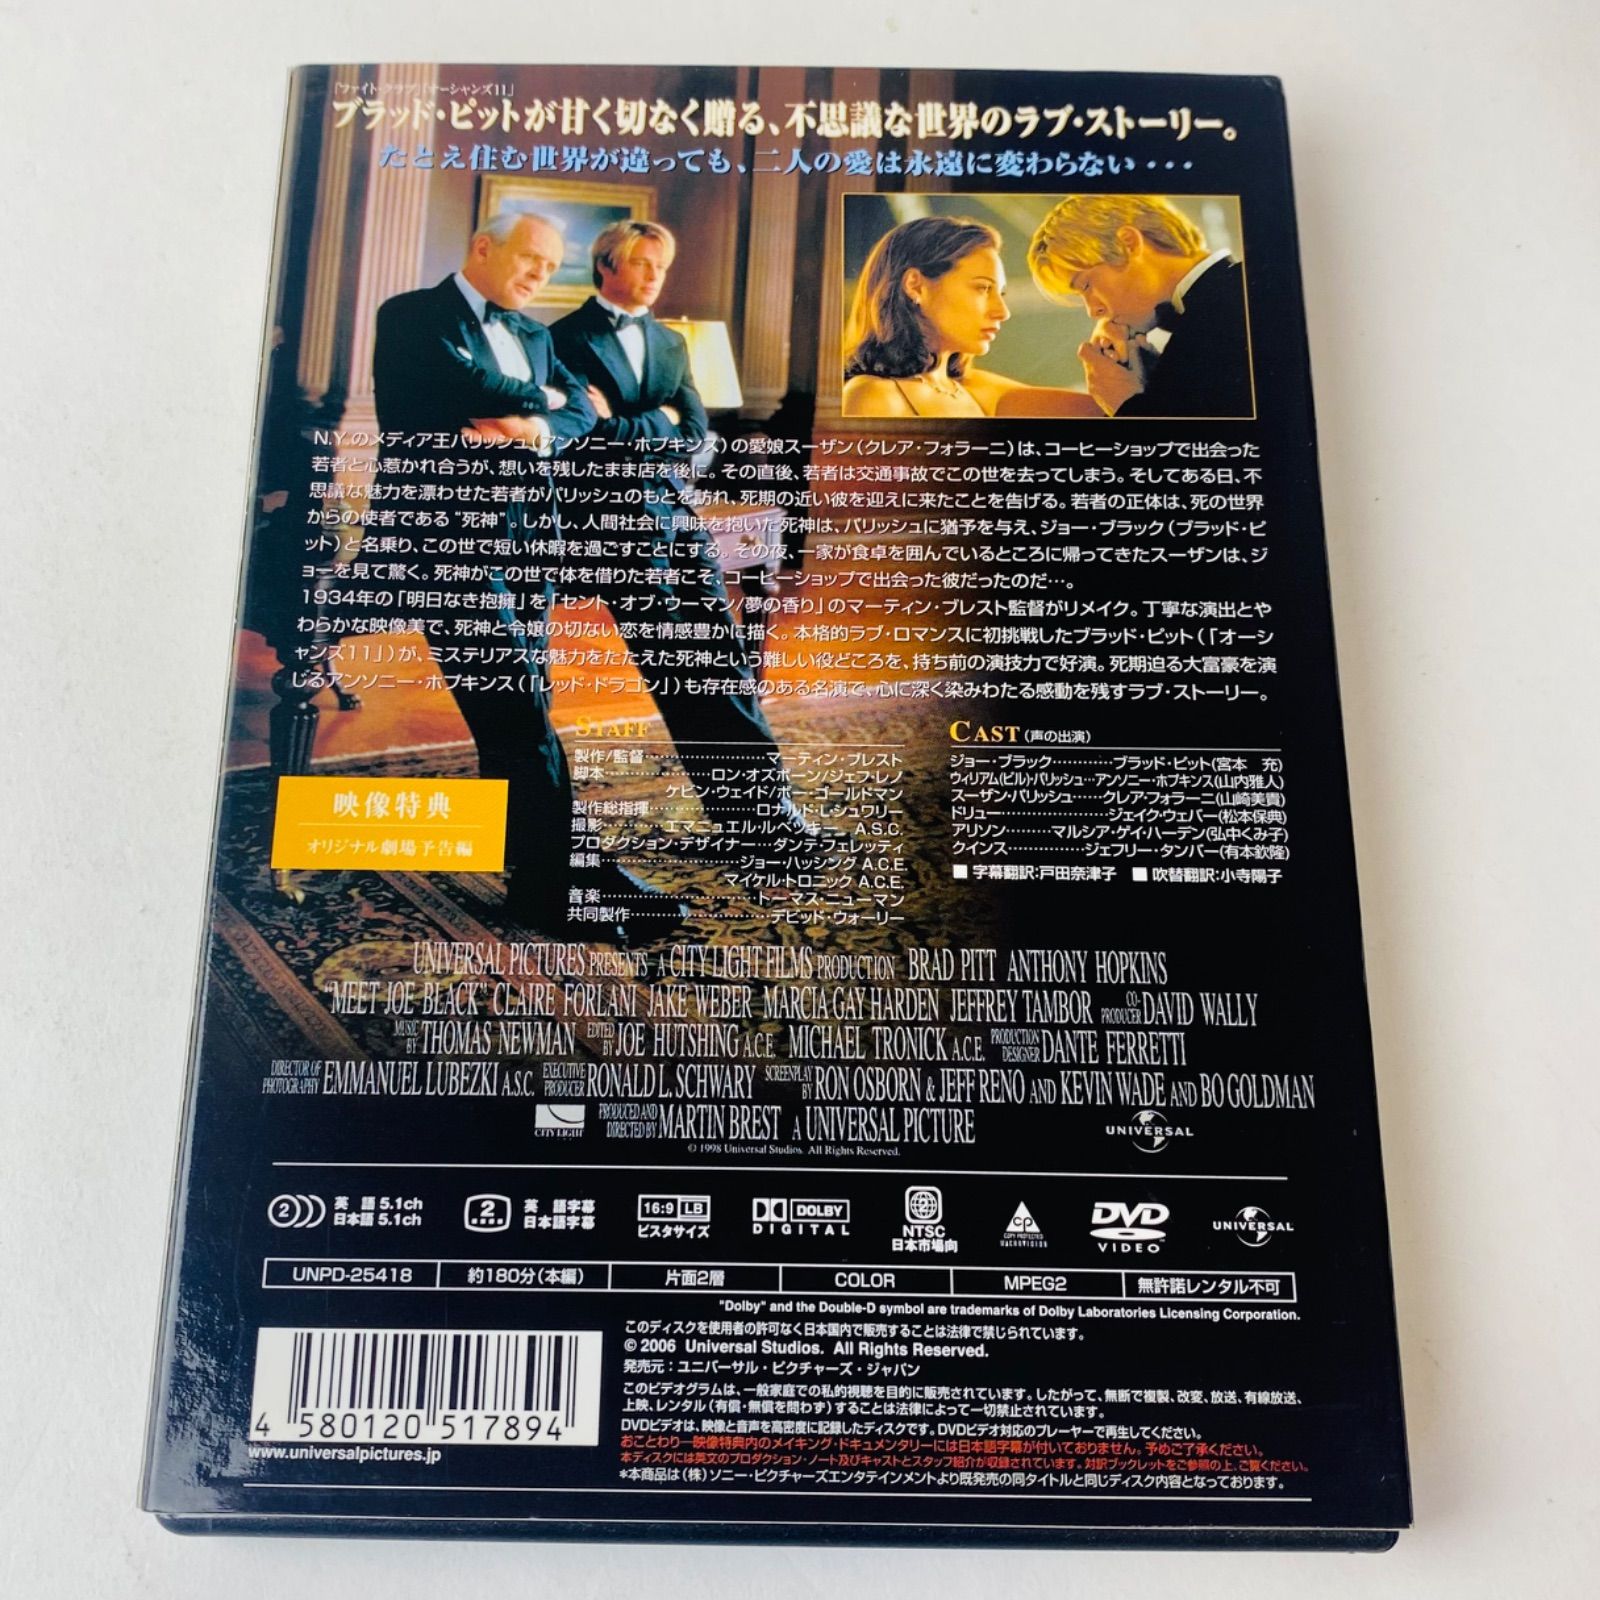 「ファイト・クラブ」「オーシャンズ11」
ブラッド・ピットが甘く切なく贈る、不思議な世界のラブ・ストーリー。
たとえ住む世界が違っても、二人の愛は永遠に変わらない・・・
N.Y.のメディア王パリッシュ(アンソニー・ホプキンス)の愛娘スーザン(クレア・フォラーニ)は、コーヒーショップで出会った
若者と心惹かれ合うが、想いを残したまま店を後に。その直後、若者は交通事故でこの世を去ってしまう。そしてある日、不
思議な魅力を漂わせた若者がパリッシュのもとを訪れ、死期の近い彼を迎えに来たことを告げる。若者の正体は、死の世界
からの使者である“死神”。しかし、人間社会に興味を抱いた死神は、パリッシュに猶予を与え、ジョー・ブラック(ブラッド・ピ
ット)と名乗り、この世で短い休暇を過ごすことにする。その夜、一家が食卓を囲んでいるところに帰ってきたスーザンは、ジ
ョーを見て驚く。死神がこの世で体を借りた若者こそ、コーヒーショップで出会った彼だったのだ…。
1934年の「明日なき抱擁」を「セント・オブ・ウーマン/夢の香り」のマーティン・ブレスト監督がリメイク。丁寧な演出とや
わらかな映像美で、死神と令嬢の切ない恋を情感豊かに描く。本格的ラブ・ロマンスに初挑戦したブラッド・ピット(「オーシ
ャンズ11」)が、ミステリアスな魅力をたたえた死神という難しい役どころを、持ち前の演技力で好演。死期迫る大富豪を演
じるアンソニー・ホプキンス(「レッド・ドラゴン」)も存在感のある名演で、心に深く染みわたる感動を残すラブ・ストーリー。
STAFF
製作/監督……………………マーティン・ブレスト
脚本………………ロン・オズボーン/ジェフ・レノ
ケビン・ウェイド/ボー・ゴールドマン
製作総指揮………………ロナルド・L・シュワリー
撮影…………エマニュエル・ルベツキー A.S.C.
プロダクション・デザイナー…ダンテ・フェレッティ
編集……………………ジョー・ハッシング A.C.E.
マイケル・トロニック A.C.E.
音楽…………………………トーマス・ニューマン
共同製作……………………デビッド・ウォーリー
CAST(声の出演)
ジョー・ブラック…………ブラッド・ピット(宮本 充)
ウィリアム(ビル)・パリッシュ…アンソニー・ホプキンス(山内雅人)
スーザン・パリッシュ……クレア・フォラーニ(山崎美貴)
ドリュー…………………ジェイク・ウェバー(松本保典)
アリソン………マルシア・ゲイ・ハーデン(弘中くみ子)
クインス……………ジェフリー・タンバー(有本欽隆)
■ 字幕翻訳:戸田奈津子 ■ 吹替翻訳:小寺陽子
映像特典
オリジナル劇場予告編
UNIVERSAL PICTURES PRESENTS A CITY LIGHT FILMS PRODUCTION BRAD PITT ANTHONY HOPKINS
“MEET JOE BLACK” CLAIRE FORLANI JAKE WEBER MARCIA GAY HARDEN JEFFREY TAMBOR CO-PRODUCER DAVID WALLY
MUSIC BY THOMAS NEWMAN EDITED BY JOE HUTSHING A.C.E. MICHAEL TRONICK A.C.E. PRODUCTION DESIGNER DANTE FERRETTI
DIRECTOR OF PHOTOGRAPHY EMMANUEL LUBEZKI A.S.C. EXECUTIVE PRODUCER RONALD L. SCHWARY SCREENPLAY BY RON OSBORN & JEFF RENO AND KEVIN WADE AND BO GOLDMAN
CITY LIGHT PRODUCED AND DIRECTED BY MARTIN BREST A UNIVERSAL PICTURE UNIVERSAL
© 1998 Universal Studios. All Rights Reserved.
2 英 語 5.1ch
日本語 5.1ch
2 英 語字幕
日本語字幕
16:9 LB
ビスタサイズ
DOLBY
DIGITAL
2
NTSC
日本市場向
CP
COPY PROTECTED
MACROVISION
DVD
VIDEO
UNIVERSAL
UNPD-25418 約180分(本編) 片面2層 COLOR MPEG2 無許諾レンタル不可
"Dolby" and the Double-D symbol are trademarks of Dolby Laboratories Licensing Corporation.
このディスクを使用者の許可なく日本国内で販売することは法律で禁じられています。
© 2006 Universal Studios. All Rights Reserved.
発売元：ユニバーサル・ピクチャーズ・ジャパン
このビデオグラムは、一般家庭での私的視聴を目的に販売されています。したがって、無断で複製、改変、放送、有線放送、
上映、レンタル(有償・無償を問わず)することは法律によって一切禁止されています。
DVDビデオは、映像と音声を高密度に記録したディスクです。DVDビデオ対応のプレーヤーで再生してください。
おことわり―映像特典内のメイキング・ドキュメンタリーには日本語字幕が付いておりません。予めご了承ください。
本ディスクには英文のプロダクション・ノート及びキャストとスタッフ紹介が収録されています。対訳ブックレットをご参照の上、ご覧ください。
*本商品は(株)ソニー・ピクチャーズエンタテインメントより既発売の同タイトルと同じディスク内容となっております。
4 580120 517894
www.universalpictures.jp